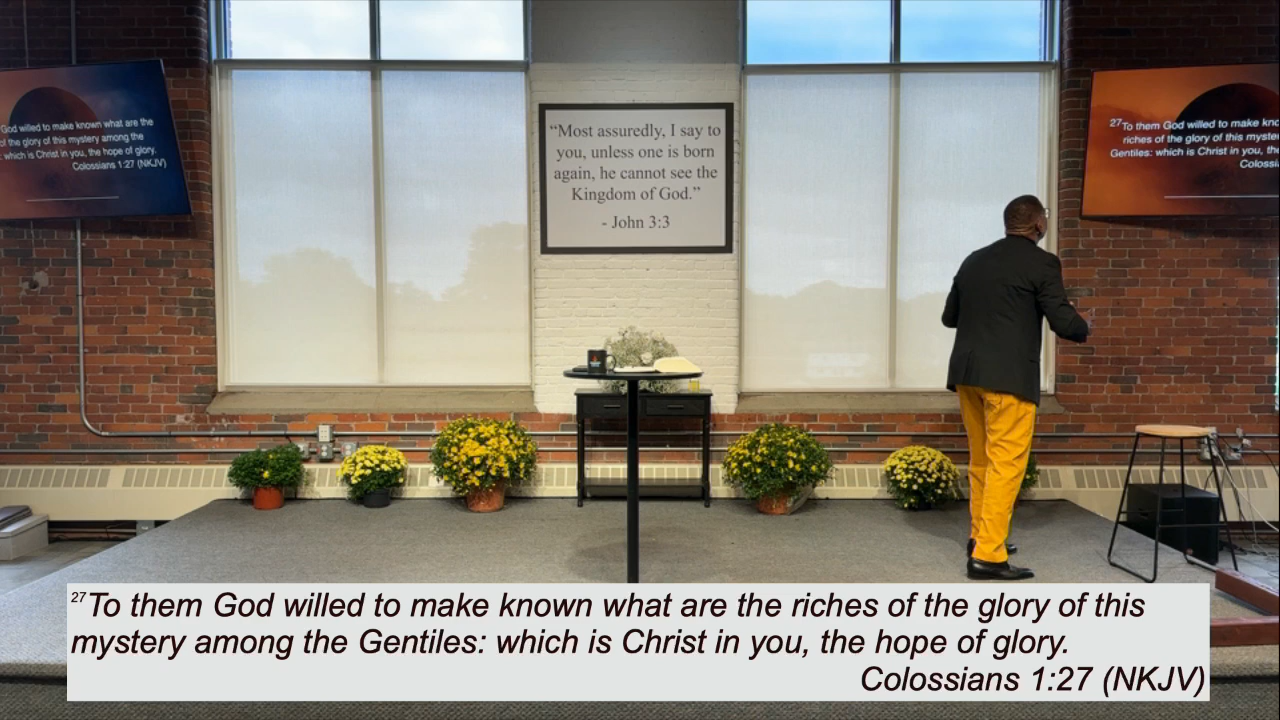 God willed to make known what are the
of the glory of this mystery among the
: which is Christ in you, the hope of glory.
Colossians 1:27 (NKJV)
“Most assuredly, I say to
you, unless one is born
again, he cannot see the
Kingdom of God.”
- John 3:3
27To them God willed to make kno
riches of the glory of this myster
Gentiles: which is Christ in you, the
Coloss
27To them God willed to make known what are the riches of the glory of this
mystery among the Gentiles: which is Christ in you, the hope of glory.
Colossians 1:27 (NKJV)